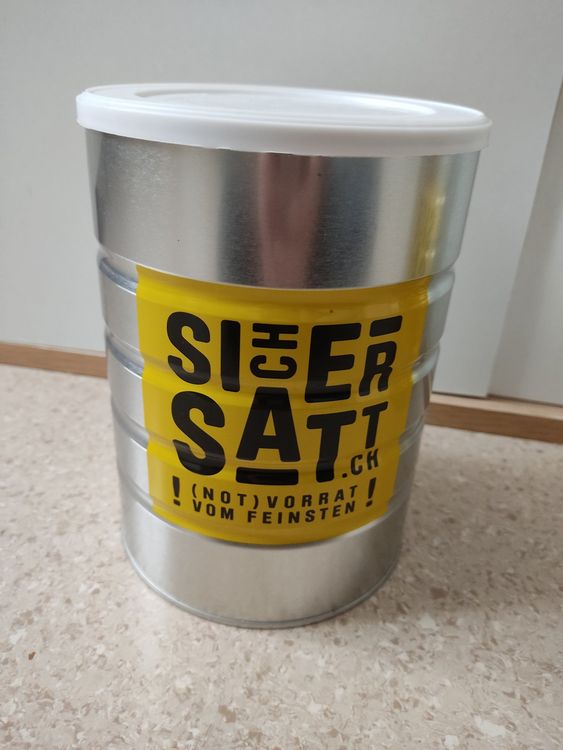 SICHER
SATT.CH
! (NOT)VORRAT
VOM FEINSTEN !